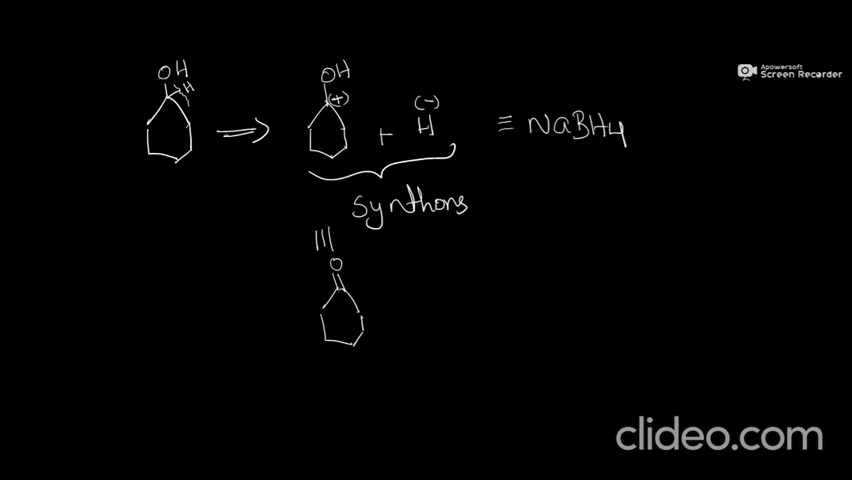 OH
H
OH
(+)
+
(-)
H
≡ NaBH4
synthons
O
Apowersoft
Screen Recorder
clideo.com